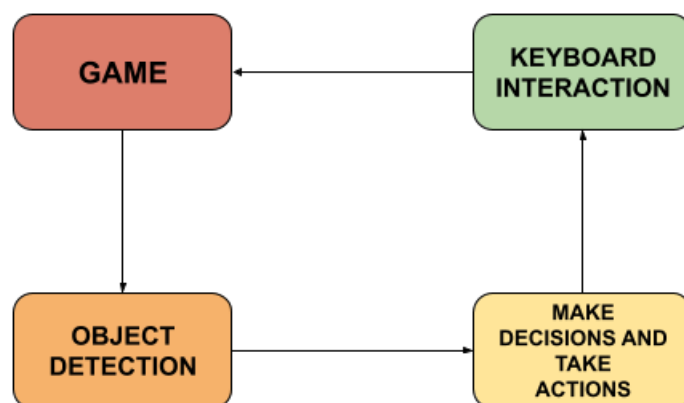 GAME
KEYBOARD
INTERACTION
OBJECT
DETECTION
MAKE
DECISIONS AND
TAKE
ACTIONS